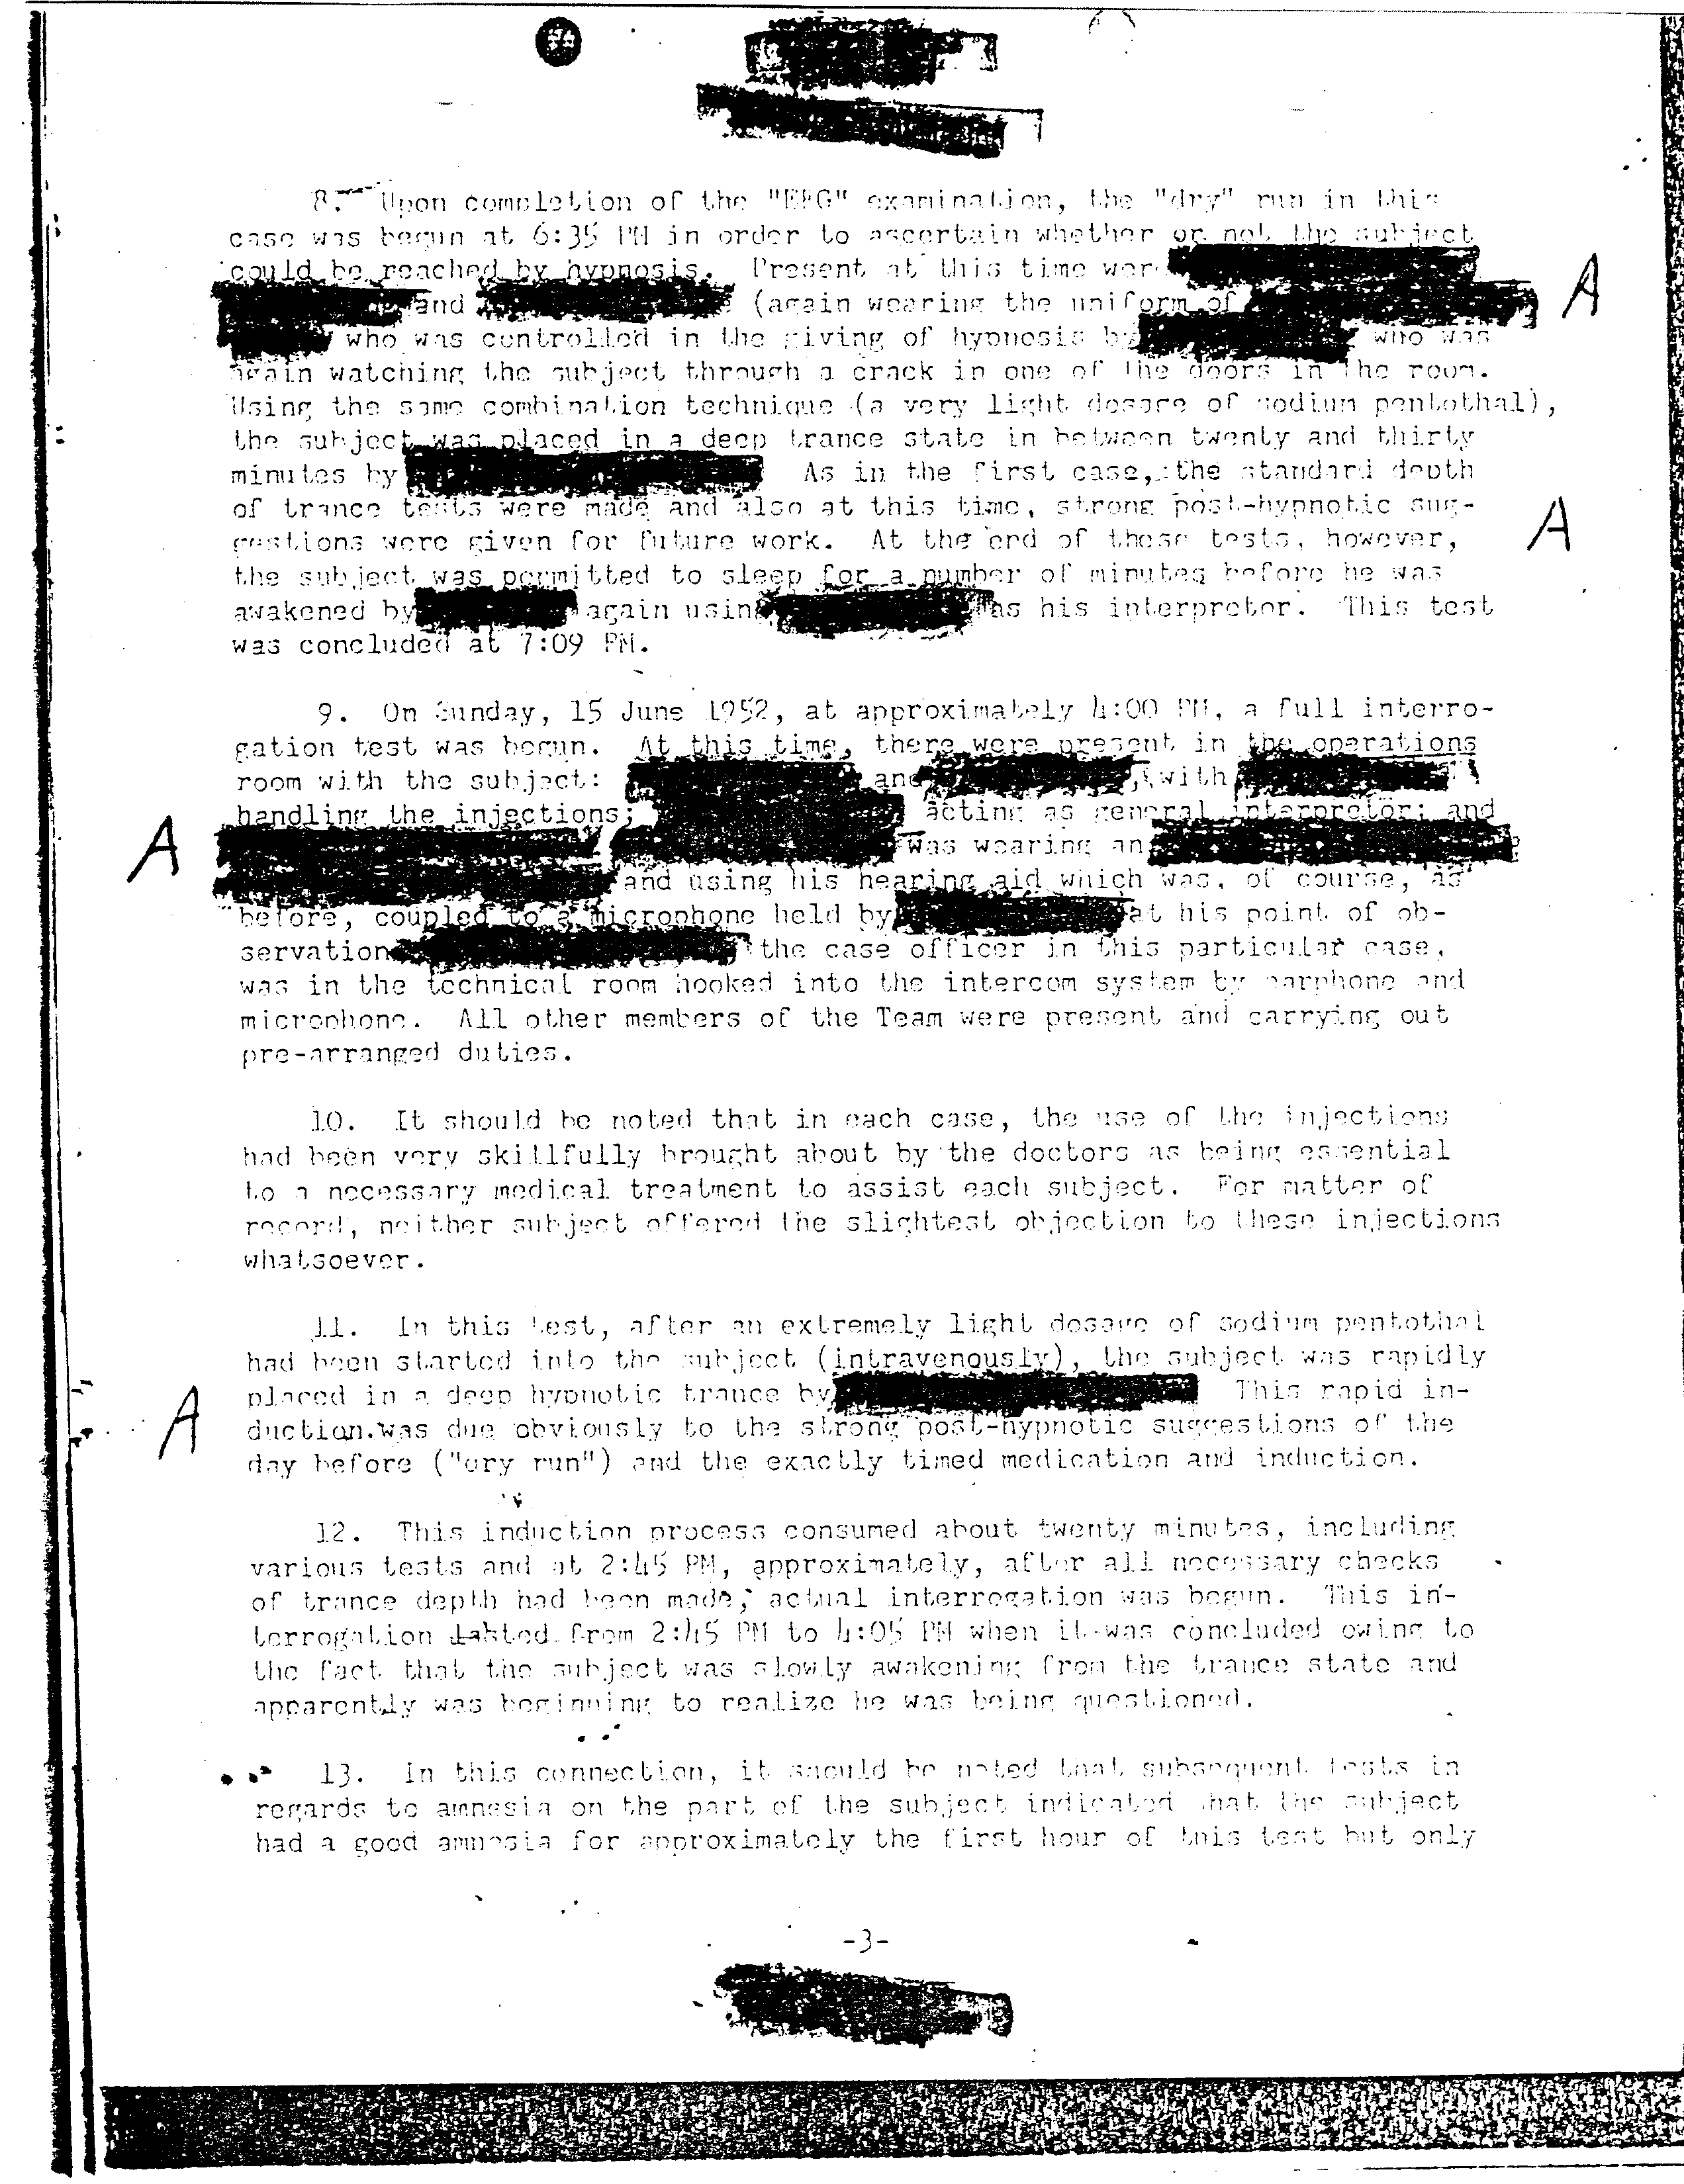 8. Upon completion of the "EEG" examination, the "dry" run in this
case was begun at 6:35 PM in order to ascertain whether or not the subject
could be reached by hypnosis. Present at this time were
and (again wearing the uniform of
A
who was controlled in the giving of hypnosis by who was
again watching the subject through a crack in one of the doors in the room.
Using the same combination technique (a very light dosage of sodium pentothal),
the subject was placed in a deep trance state in between twenty and thirty
minutes by As in the first case, the standard depth
of trance tests were made and also at this time, strong post-hypnotic sug-
A
gestions were given for future work. At the end of these tests, however,
the subject was permitted to sleep for a number of minutes before he was
awakened by again using as his interpreter. This test
was concluded at 7:09 PM.
9. On Sunday, 15 June 1952, at approximately 4:00 PM, a full interro-
gation test was begun. At this time, there were present in the operations
room with the subject: and , with
handling the injections; acting as general interpretor; and
A
was wearing an
and using his hearing aid which was, of course, as
before, coupled to a microphone held by at his point of ob-
servation the case officer in this particular case,
was in the technical room hooked into the intercom system by earphone and
microphone. All other members of the Team were present and carrying out
pre-arranged duties.
10. It should be noted that in each case, the use of the injections
had been very skillfully brought about by the doctors as being essential
to a necessary medical treatment to assist each subject. For matter of
record, neither subject offered the slightest objection to these injections
whatsoever.
11. In this test, after an extremely light dosage of sodium pentothal
had been started into the subject (intravenously), the subject was rapidly
placed in a deep hypnotic trance by This rapid in-
A
duction was due obviously to the strong post-hypnotic suggestions of the
day before ("dry run") and the exactly timed medication and induction.
12. This induction process consumed about twenty minutes, including
various tests and at 2:45 PM, approximately, after all necessary checks
of trance depth had been made, actual interrogation was begun. This in-
terrogation lasted from 2:45 PM to 4:05 PM when it was concluded owing to
the fact that the subject was slowly awakening from the trance state and
apparently was beginning to realize he was being questioned.
13. In this connection, it should be noted that subsequent tests in
regards to amnesia on the part of the subject indicated that the subject
had a good amnesia for approximately the first hour of this test but only
-3-